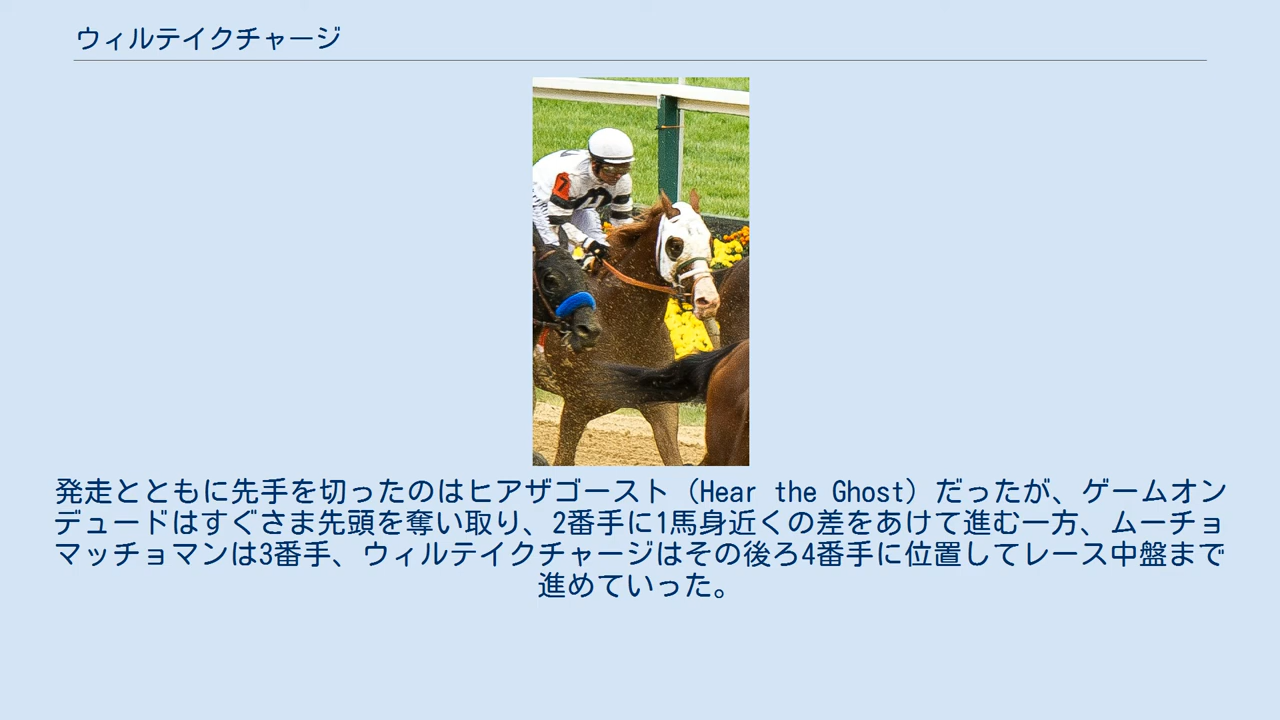 ウィルテイクチャージ
7
発走とともに先手を切ったのはヒアザゴースト（Hear the Ghost）だったが、ゲームオン
デュードはすぐさま先頭を奪い取り、2番手に1馬身近くの差をあけて進む一方、ムーチョ
マッチョマンは3番手、ウィルテイクチャージはその後ろ4番手に位置してレース中盤まで
進めていった。